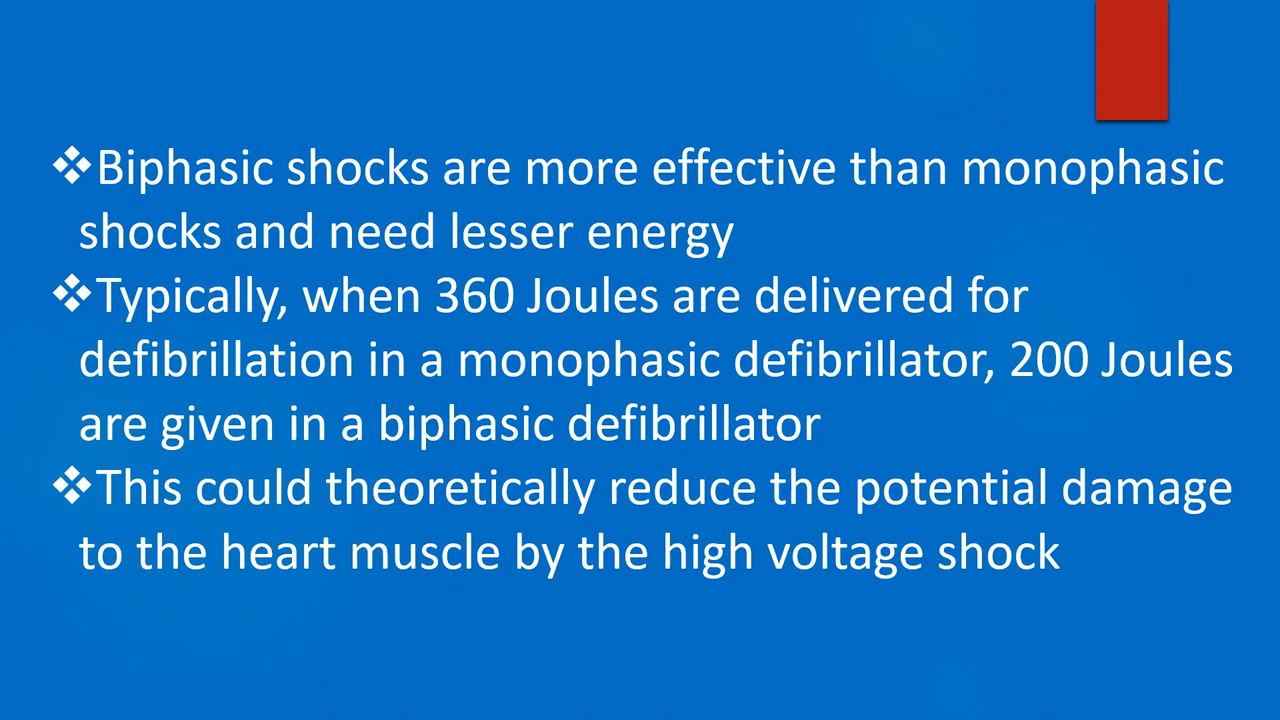 ❖Biphasic shocks are more effective than monophasic
shocks and need lesser energy
❖Typically, when 360 Joules are delivered for
defibrillation in a monophasic defibrillator, 200 Joules
are given in a biphasic defibrillator
❖This could theoretically reduce the potential damage
to the heart muscle by the high voltage shock